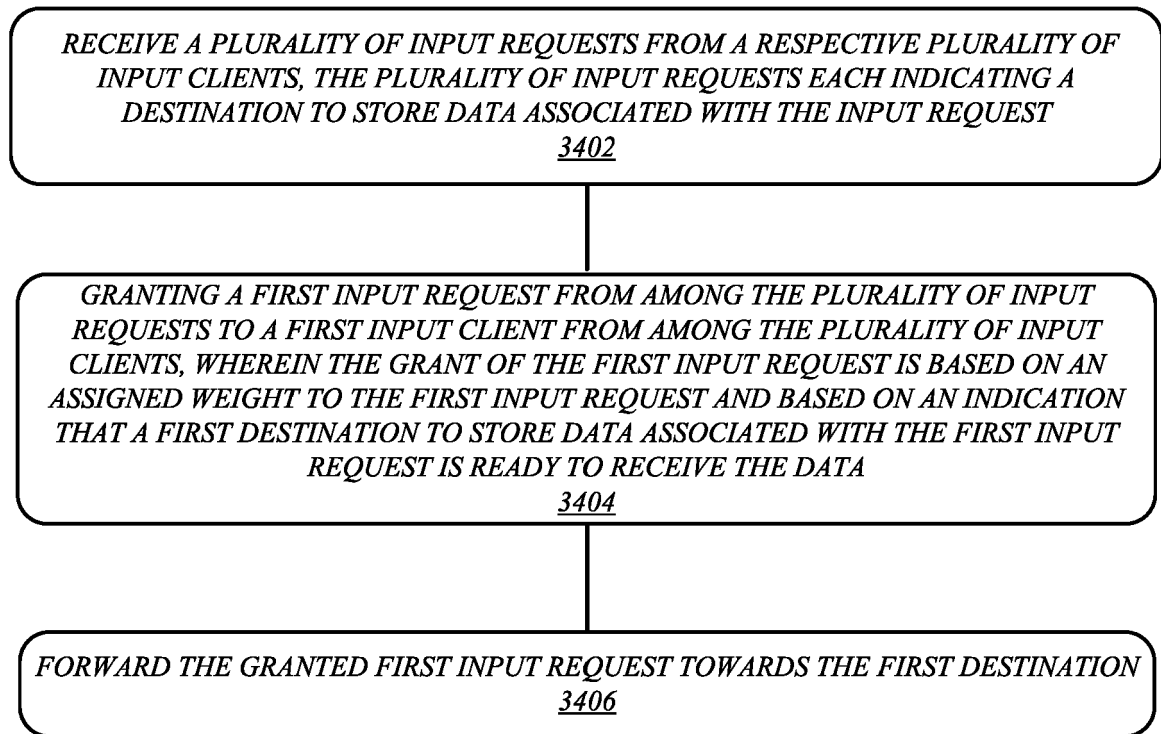 RECEIVE A PLURALITY OF INPUT REQUESTS FROM A RESPECTIVE PLURALITY OF
INPUT CLIENTS, THE PLURALITY OF INPUT REQUESTS EACH INDICATING A
DESTINATION TO STORE DATA ASSOCIATED WITH THE INPUT REQUEST
3402
GRANTING A FIRST INPUT REQUEST FROM AMONG THE PLURALITY OF INPUT
REQUESTS TO A FIRST INPUT CLIENT FROM AMONG THE PLURALITY OF INPUT
CLIENTS, WHEREIN THE GRANT OF THE FIRST INPUT REQUEST IS BASED ON AN
ASSIGNED WEIGHT TO THE FIRST INPUT REQUEST AND BASED ON AN INDICATION
THAT A FIRST DESTINATION TO STORE DATA ASSOCIATED WITH THE FIRST INPUT
REQUEST IS READY TO RECEIVE THE DATA
3404
FORWARD THE GRANTED FIRST INPUT REQUEST TOWARDS THE FIRST DESTINATION
3406